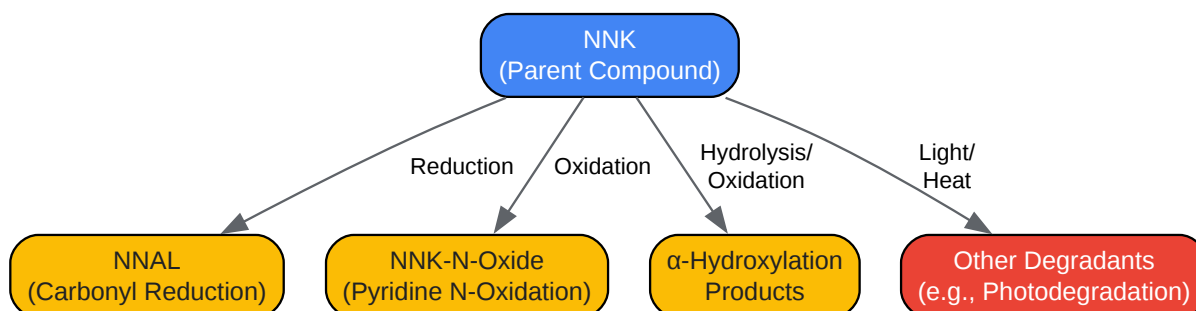 NNK
(Parent Compound)
Reduction
Oxidation
Hydrolysis/
Oxidation
Light/
Heat
NNAL
(Carbonyl Reduction)
NNK-N-Oxide
(Pyridine N-Oxidation)
α-Hydroxylation
Products
Other Degradants
(e.g., Photodegradation)